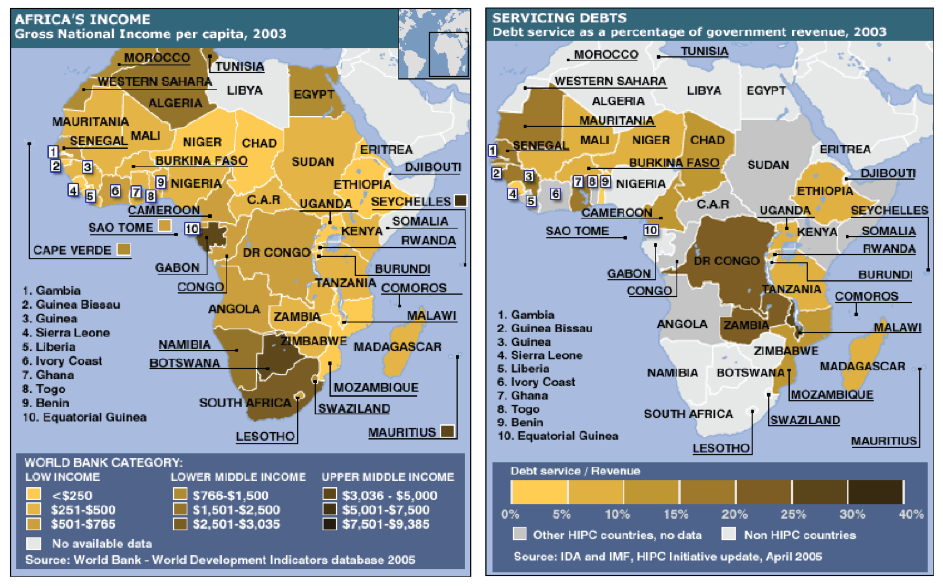 AFRICA'S INCOME
Gross National Income per capita, 2003
MOROCCO
TUNISIA
WESTERN SAHARA
LIBYA
EGYPT
ALGERIA
MAURITANIA
SENEGAL
MALI
NIGER
CHAD
ERITREA
1
2
3
BURKINA FASO
SUDAN
DJIBOUTI
4
5
6
7
8
9
NIGERIA
ETHIOPIA
CAMEROON
C.A.R
UGANDA
SEYCHELLES
SAO TOME
10
KENYA
SOMALIA
CAPE VERDE
DR CONGO
RWANDA
GABON
BURUNDI
CONGO
TANZANIA
COMOROS
ANGOLA
ZAMBIA
MALAWI
NAMIBIA
ZIMBABWE
MADAGASCAR
BOTSWANA
MOZAMBIQUE
SOUTH AFRICA
SWAZILAND
LESOTHO
MAURITIUS
1. Gambia
2. Guinea Bissau
3. Guinea
4. Sierra Leone
5. Liberia
6. Ivory Coast
7. Ghana
8. Togo
9. Benin
10. Equatorial Guinea
WORLD BANK CATEGORY:
LOW INCOME
<$250
$251-$500
$501-$765
LOWER MIDDLE INCOME
$766-$1,500
$1,501-$2,500
$2,501-$3,035
UPPER MIDDLE INCOME
$3,036 - $5,000
$5,001-$7,500
$7,501-$9,385
No available data
Source: World Bank - World Development Indicators database 2005
SERVICING DEBTS
Debt service as a percentage of government revenue, 2003
MOROCCO
TUNISIA
WESTERN SAHARA
LIBYA
EGYPT
ALGERIA
MAURITANIA
1
SENEGAL
MALI
NIGER
CHAD
ERITREA
2
3
BURKINA FASO
SUDAN
DJIBOUTI
4
5
6
7
8
9
NIGERIA
ETHIOPIA
CAMEROON
C.A.R
UGANDA
SEYCHELLES
SAO TOME
10
KENYA
SOMALIA
RWANDA
DR CONGO
GABON
BURUNDI
CONGO
TANZANIA
COMOROS
ANGOLA
ZAMBIA
MALAWI
ZIMBABWE
NAMIBIA
BOTSWANA
MADAGASCAR
MOZAMBIQUE
SOUTH AFRICA
SWAZILAND
LESOTHO
MAURITIUS
1. Gambia
2. Guinea Bissau
3. Guinea
4. Sierra Leone
5. Liberia
6. Ivory Coast
7. Ghana
8. Togo
9. Benin
10. Equatorial Guinea
Debt service / Revenue
0% 5% 10% 15% 20% 25% 30% 40%
Other HIPC countries, no data
Non HIPC countries
Source: IDA and IMF, HIPC Initiative update, April 2005